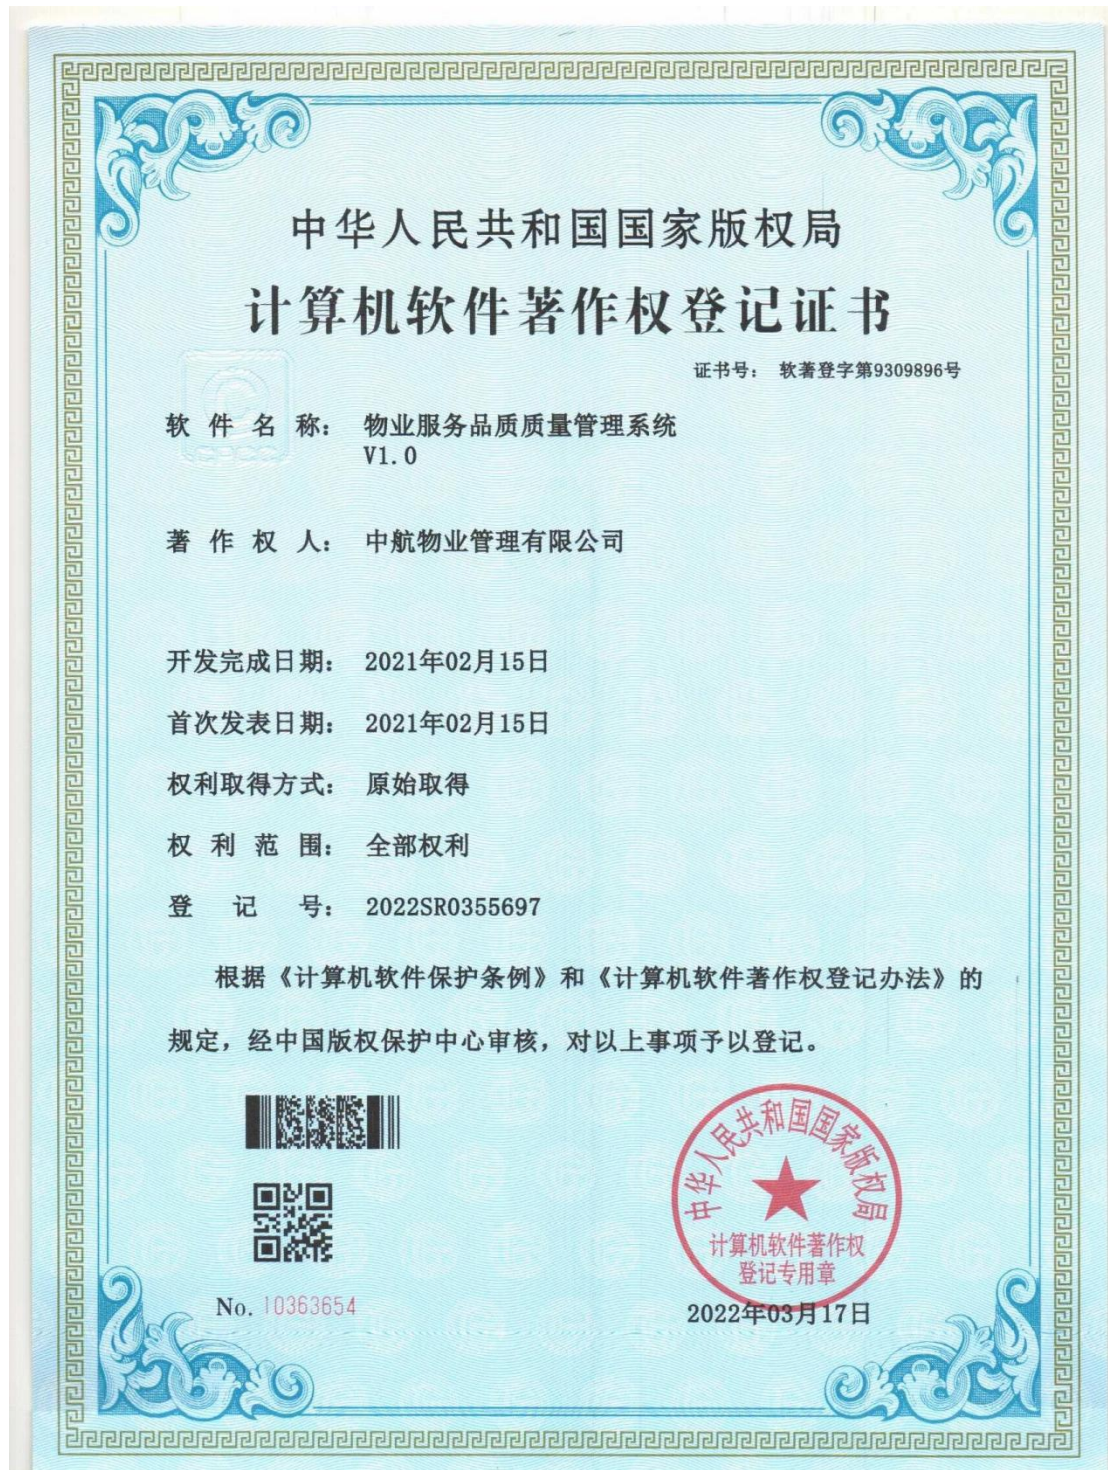 中华人民共和国国家版权局
计算机软件著作权登记证书
证书号： 软著登字第9309896号
软件名称： 物业服务品质质量管理系统
V1.0
著作权人： 中航物业管理有限公司
开发完成日期： 2021年02月15日
首次发表日期： 2021年02月15日
权利取得方式： 原始取得
权利范围： 全部权利
登记号： 2022SR0355697
根据《计算机软件保护条例》和《计算机软件著作权登记办法》的
规定，经中国版权保护中心审核，对以上事项予以登记。
中华人民共和国国家版权局
计算机软件著作权
登记专用章
No. 10363654
2022年03月17日